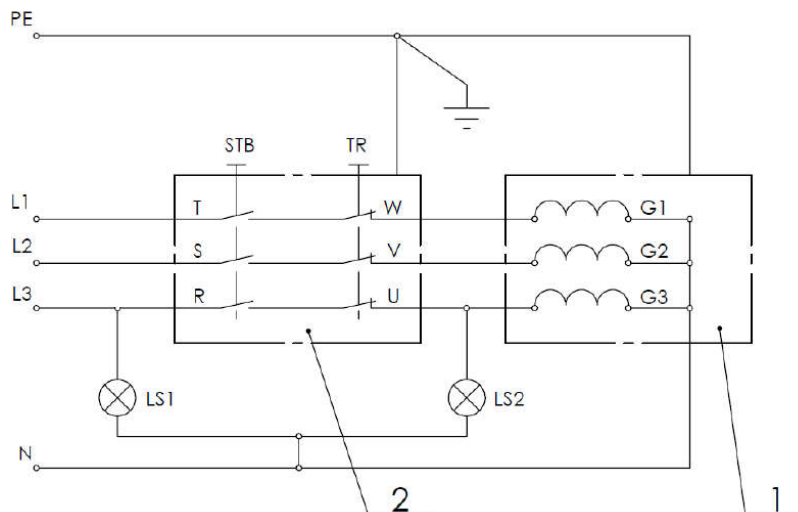 PE
STB TR
L1 T W G1
L2 S V G2
L3 R U G3
LS1 LS2
N
2 1